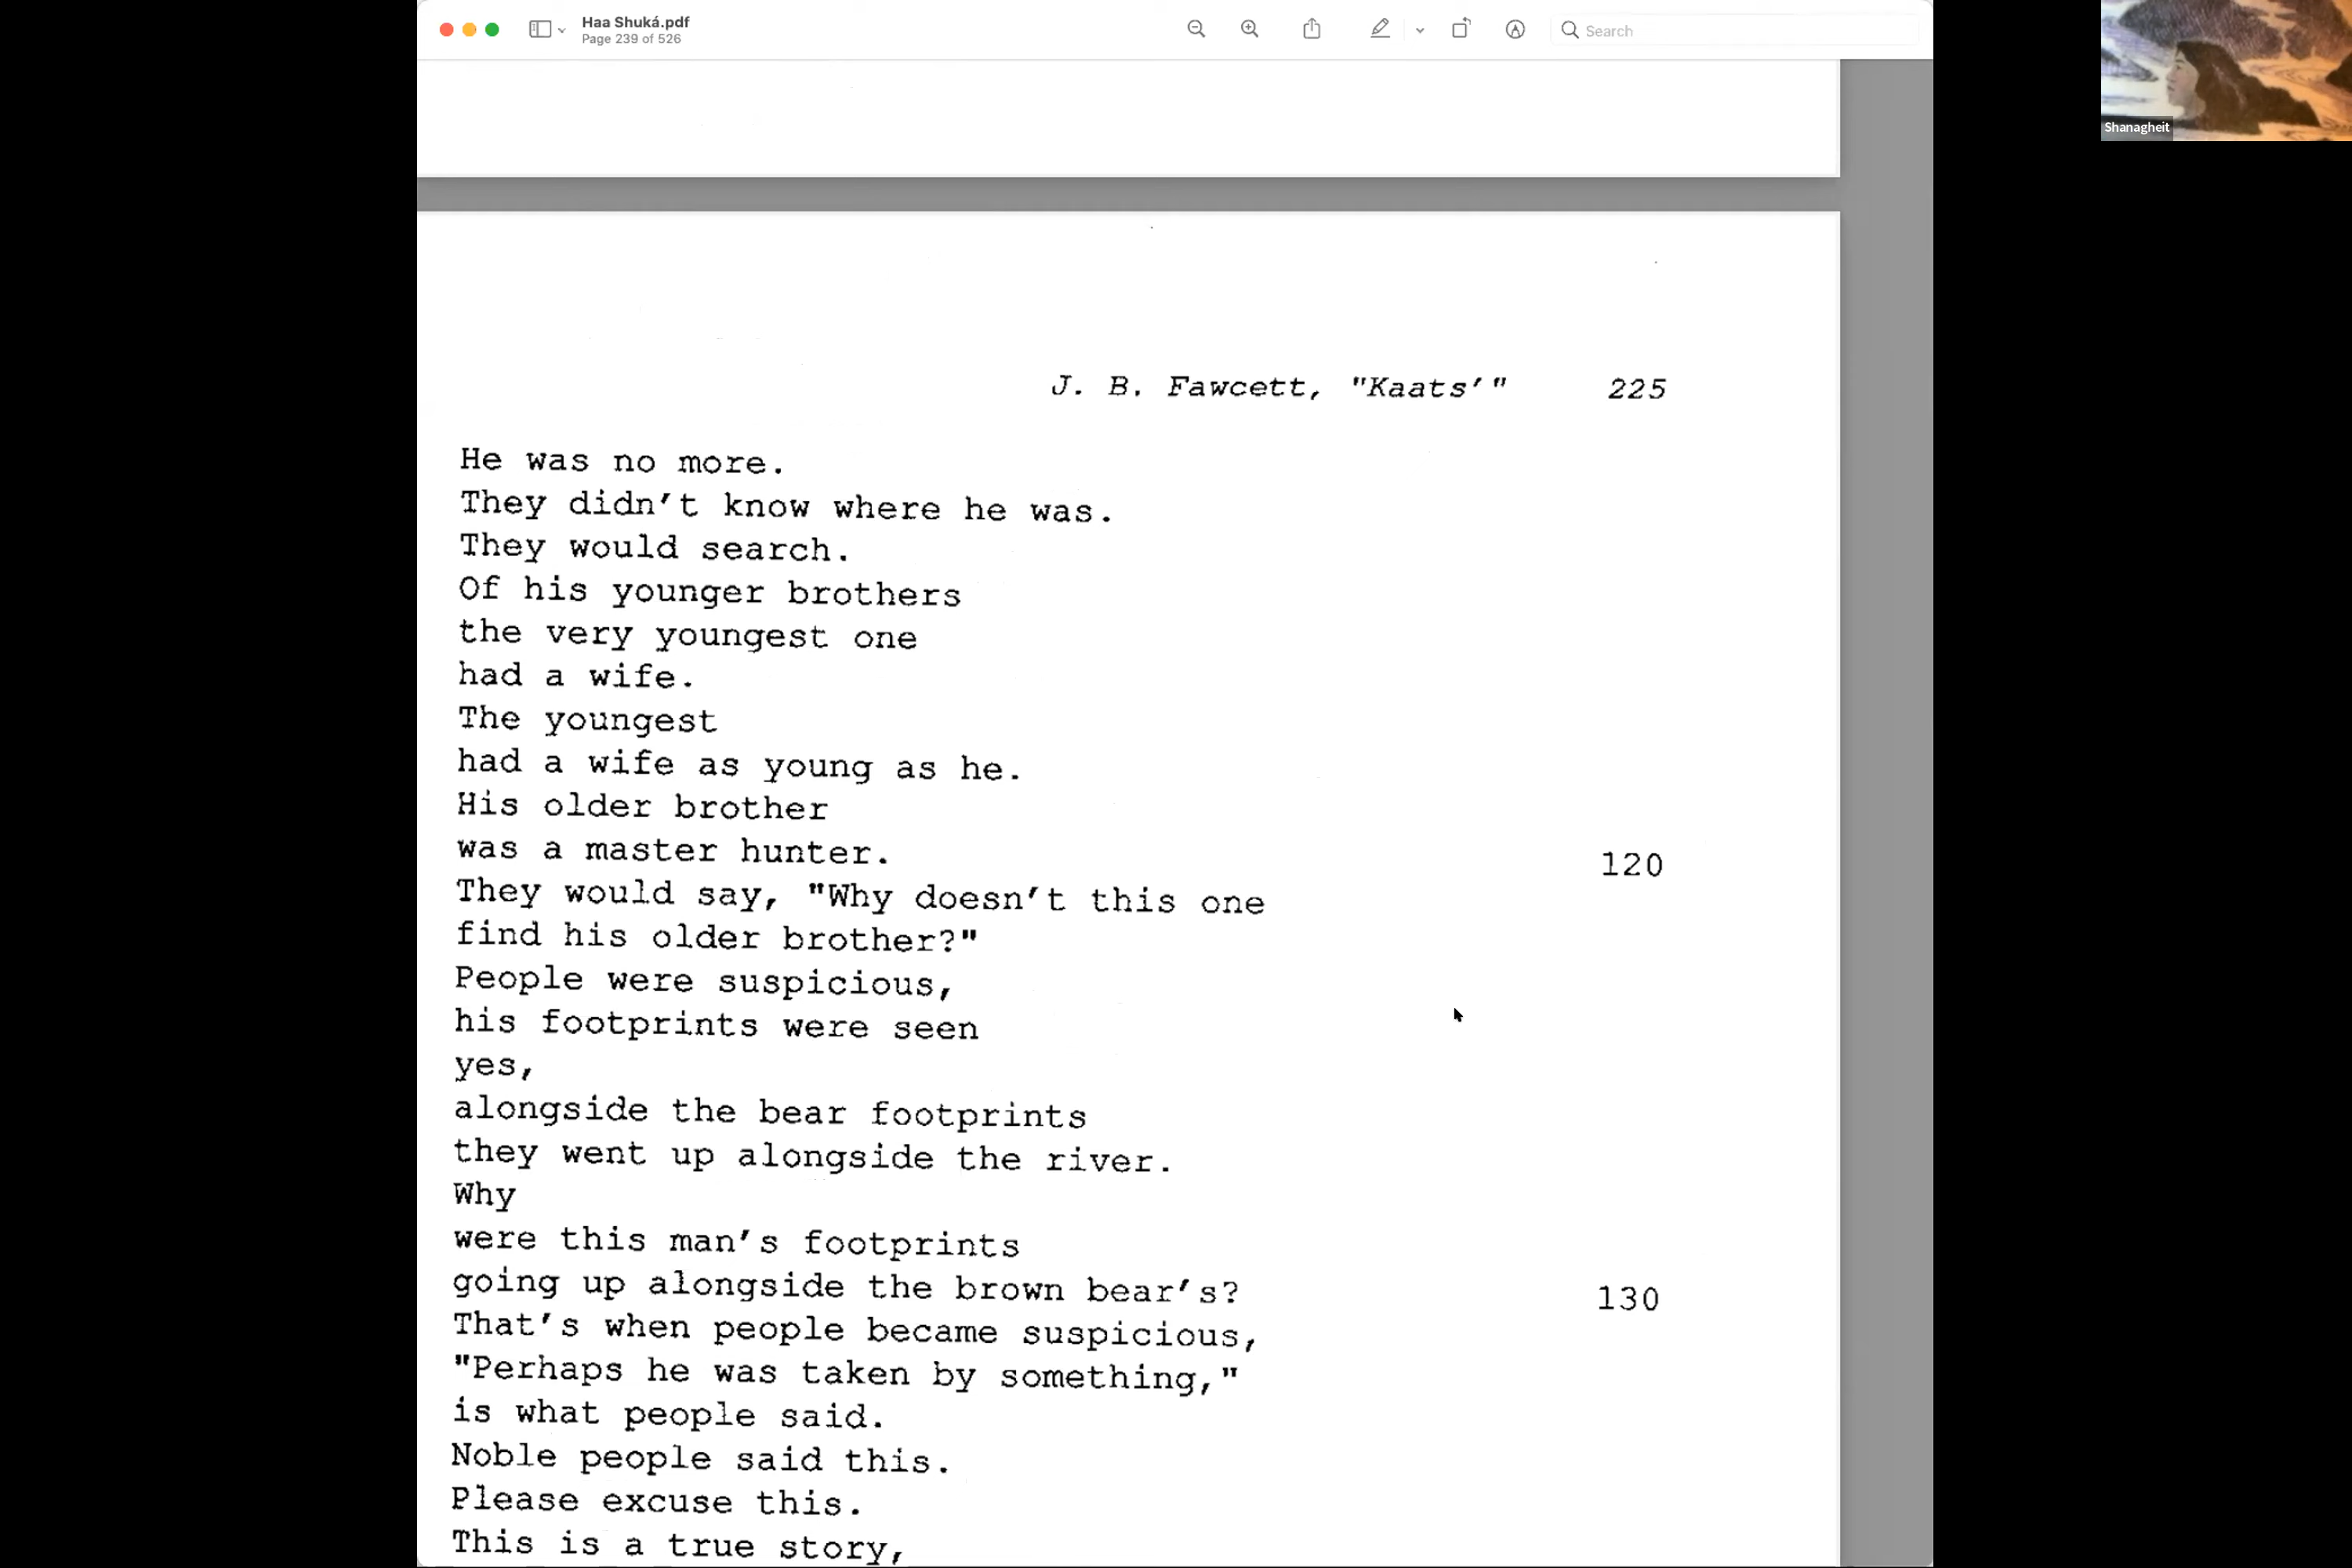 Haa Shuká.pdf
Page 239 of 526
Search
Shanagheit
J. B. Fawcett, "Kaats'" 225
He was no more.
They didn't know where he was.
They would search.
Of his younger brothers
the very youngest one
had a wife.
The youngest
had a wife as young as he.
His older brother
was a master hunter. 120
They would say, "Why doesn't this one
find his older brother?"
People were suspicious,
his footprints were seen
yes,
alongside the bear footprints
they went up alongside the river.
Why
were this man's footprints
going up alongside the brown bear's? 130
That's when people became suspicious,
"Perhaps he was taken by something,"
is what people said.
Noble people said this.
Please excuse this.
This is a true story,